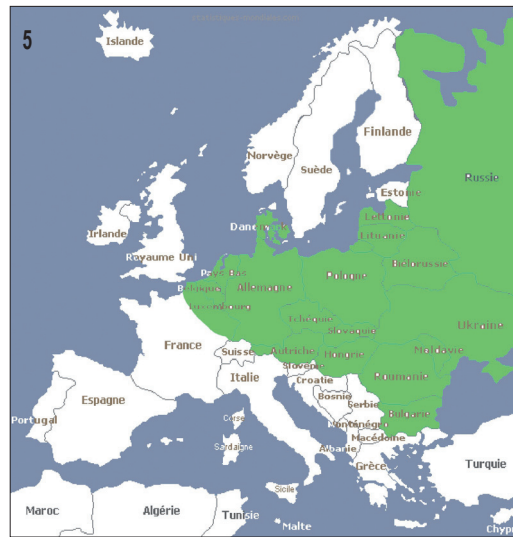 5
Islande
Finlande
Norvège
Suède
Russie
Estonie
Lettonie
Danemark
Lituanie
Irlande
Royaume Uni
Pays Bas
Biélorussie
Pologne
Belgique
Allemagne
Luxembourg
Tchéquie
Ukraine
Slovaquie
France
Suisse
Autriche
Hongrie
Moldavie
Slovénie
Italie
Croatie
Roumanie
Bosnie
Serbie
Espagne
Portugal
Corse
Monténégro
Bulgarie
Macédoine
Sardaigne
Albanie
Grèce
Turquie
Sicile
Maroc
Algérie
Tunisie
Malte
Chypr